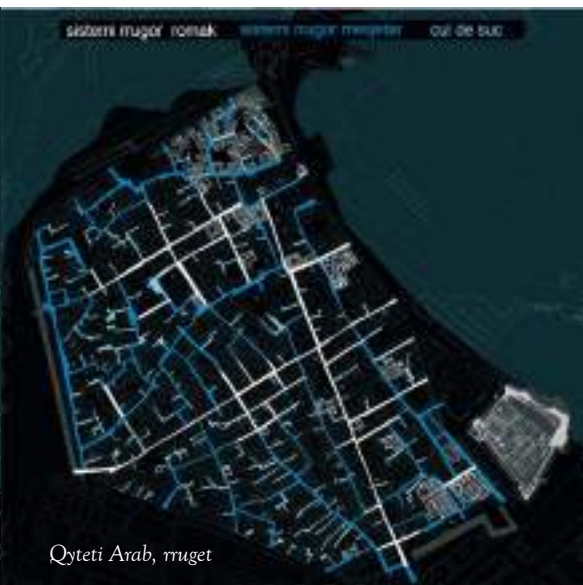 sistemi rrugor romak sistemi rrugor mesjetar cul de suc
Qyteti Arab, rruget